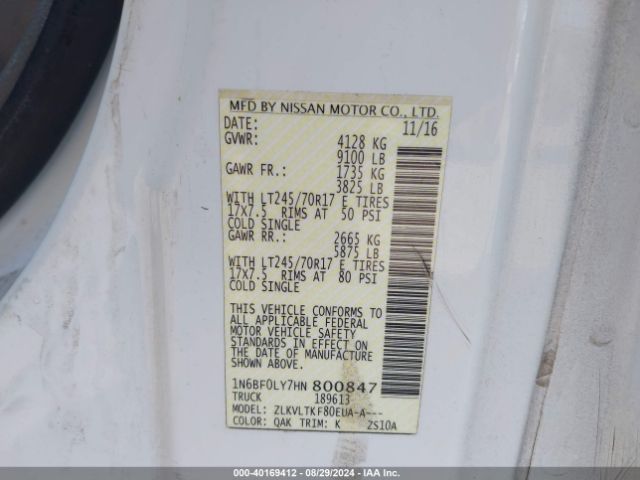 MFD BY NISSAN MOTOR CO., LTD.
DATE: 11/16
GVWR: 4128 KG
9100 LB
GAWR FR.: 1735 KG
3825 LB
WITH LT245/70R17 E TIRES
17X7.5 RIMS AT 50 PSI
COLD SINGLE
GAWR RR.: 2665 KG
5875 LB
WITH LT245/70R17 E TIRES
17X7.5 RIMS AT 80 PSI
COLD SINGLE
THIS VEHICLE CONFORMS TO
ALL APPLICABLE FEDERAL
MOTOR VEHICLE SAFETY
STANDARDS IN EFFECT ON
THE DATE OF MANUFACTURE
SHOWN ABOVE.
1N6BF0LY7HN 800847
TRUCK 189613
MODEL: ZLKVLTKF80EUA-A---
COLOR: QAK TRIM: K ZS10A
000-40169412 - 08/29/2024 - IAA Inc.